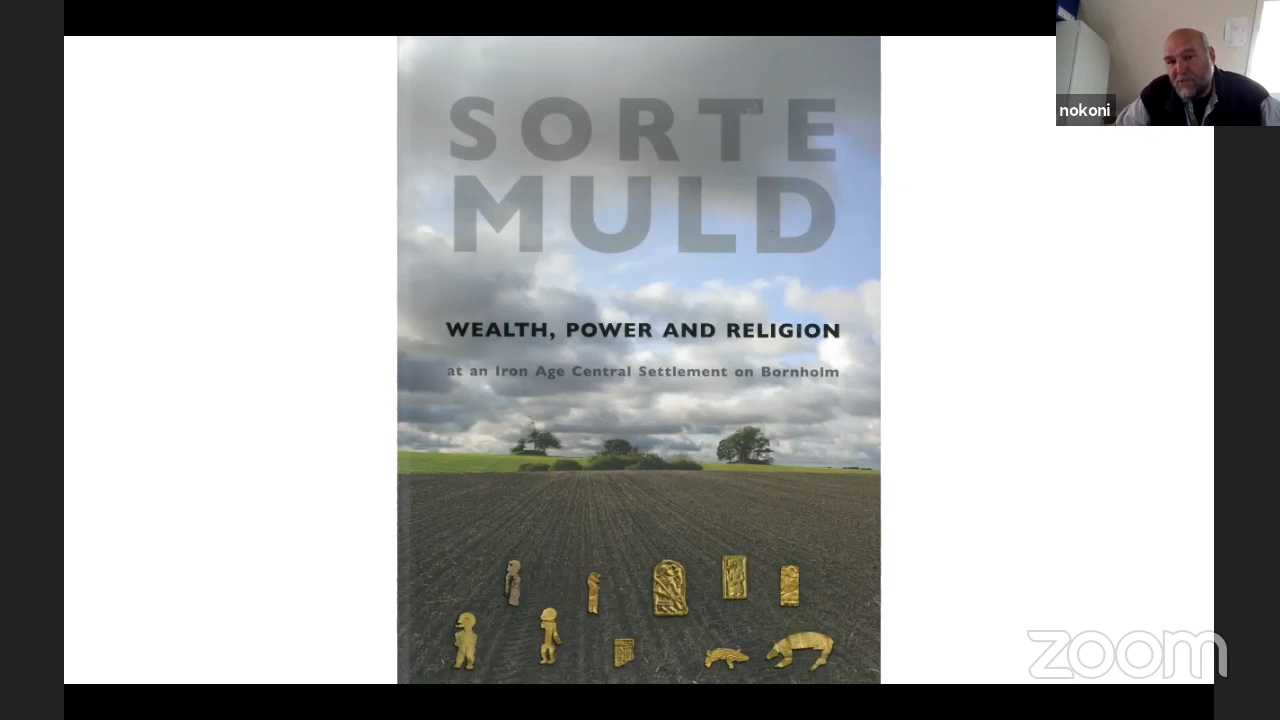 SORTE
MULD
WEALTH, POWER AND RELIGION
at an Iron Age Central Settlement on Bornholm
nokoni
zoom